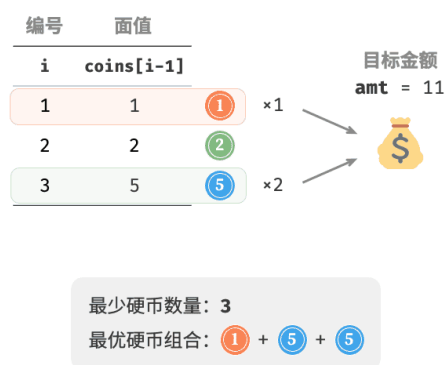 编号 面值
i coins[i-1]
目标金额
amt = 11
1 1 1 ×1
2 2 2
3 5 5 ×2
$
最少硬币数量：3
最优硬币组合：1 + 5 + 5